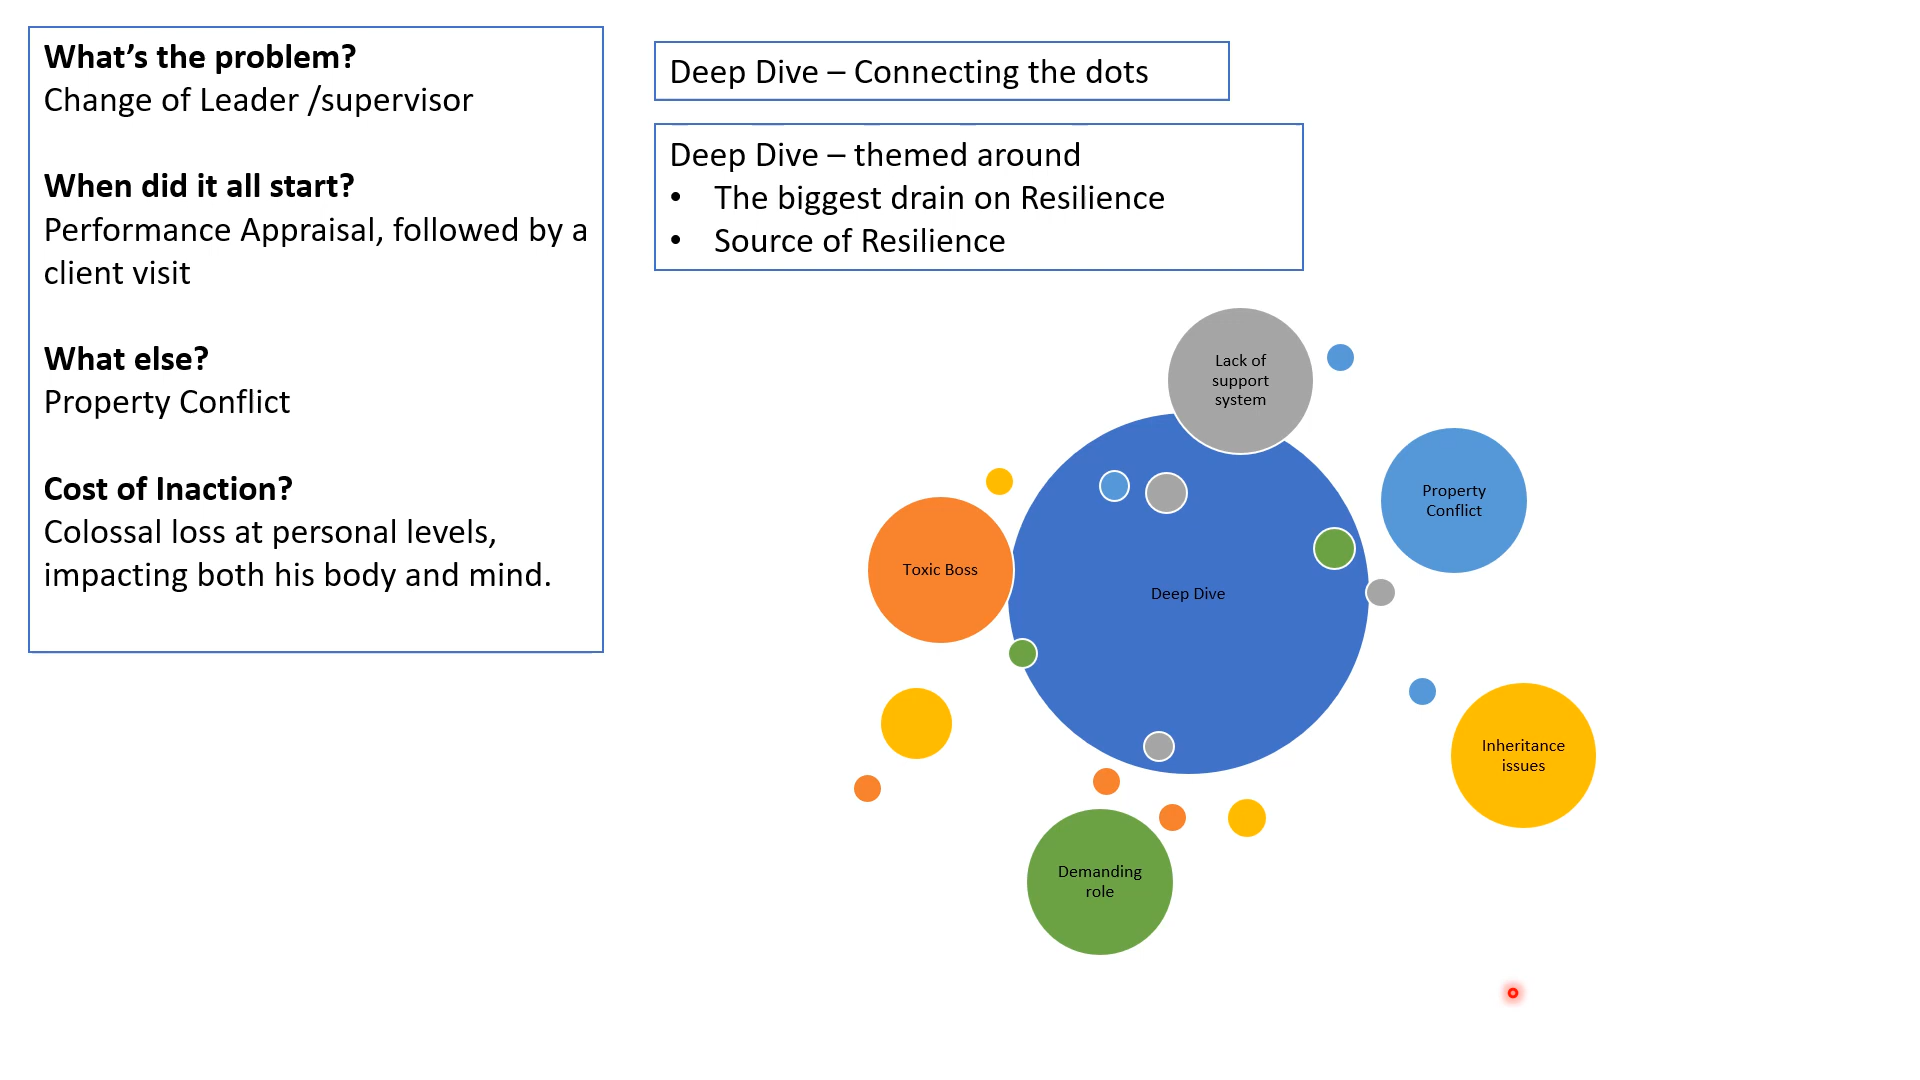 What’s the problem?
Change of Leader /supervisor
When did it all start?
Performance Appraisal, followed by a
client visit
What else?
Property Conflict
Cost of Inaction?
Colossal loss at personal levels,
impacting both his body and mind.
Deep Dive – Connecting the dots
Deep Dive – themed around
• The biggest drain on Resilience
• Source of Resilience
Lack of
support
system
Property
Conflict
Toxic Boss
Deep Dive
Inheritance
issues
Demanding
role